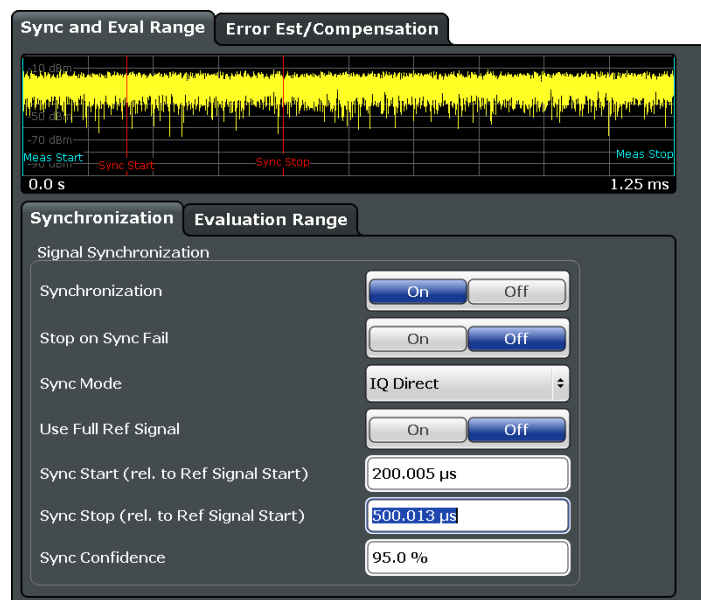 Sync and Eval Range Error Est/Compensation
-10 dBm
-50 dBm
-70 dBm
Meas Start
Meas Stop
-90 dBm
Sync Start
Sync Stop
0.0 s 1.25 ms
Synchronization Evaluation Range
Signal Synchronization
Synchronization On Off
Stop on Sync Fail On Off
Sync Mode IQ Direct
Use Full Ref Signal On Off
Sync Start (rel. to Ref Signal Start) 200.005 µs
Sync Stop (rel. to Ref Signal Start) 500.013 µs
Sync Confidence 95.0 %